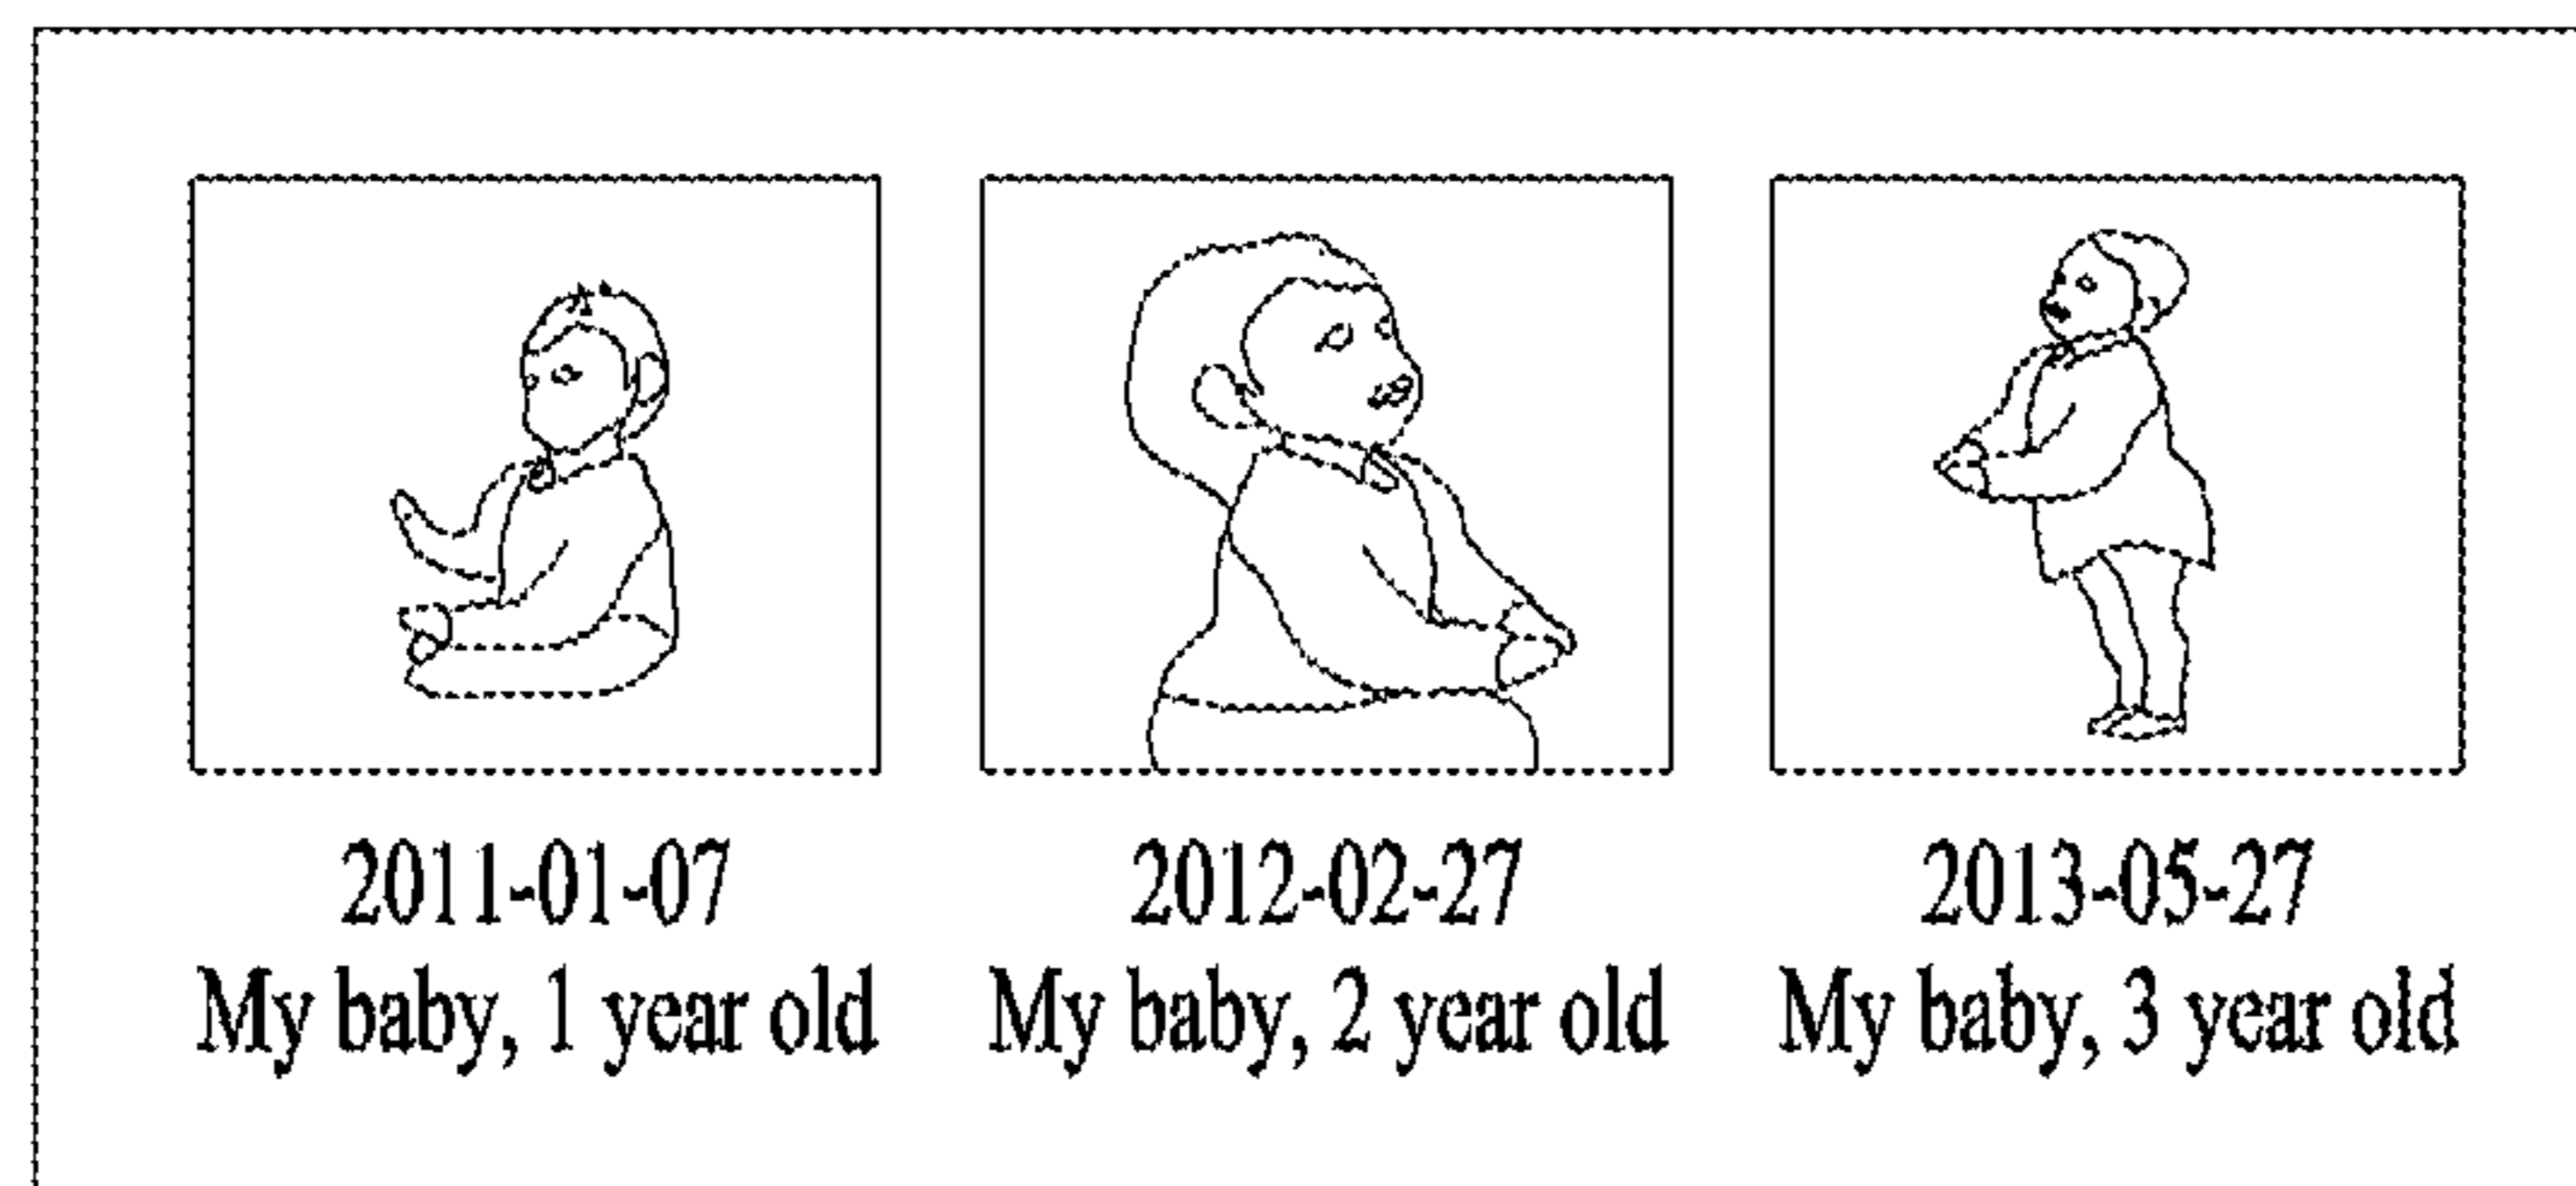 2011-01-07
My baby, 1 year old
2012-02-27
My baby, 2 year old
2013-05-27
My baby, 3 year old